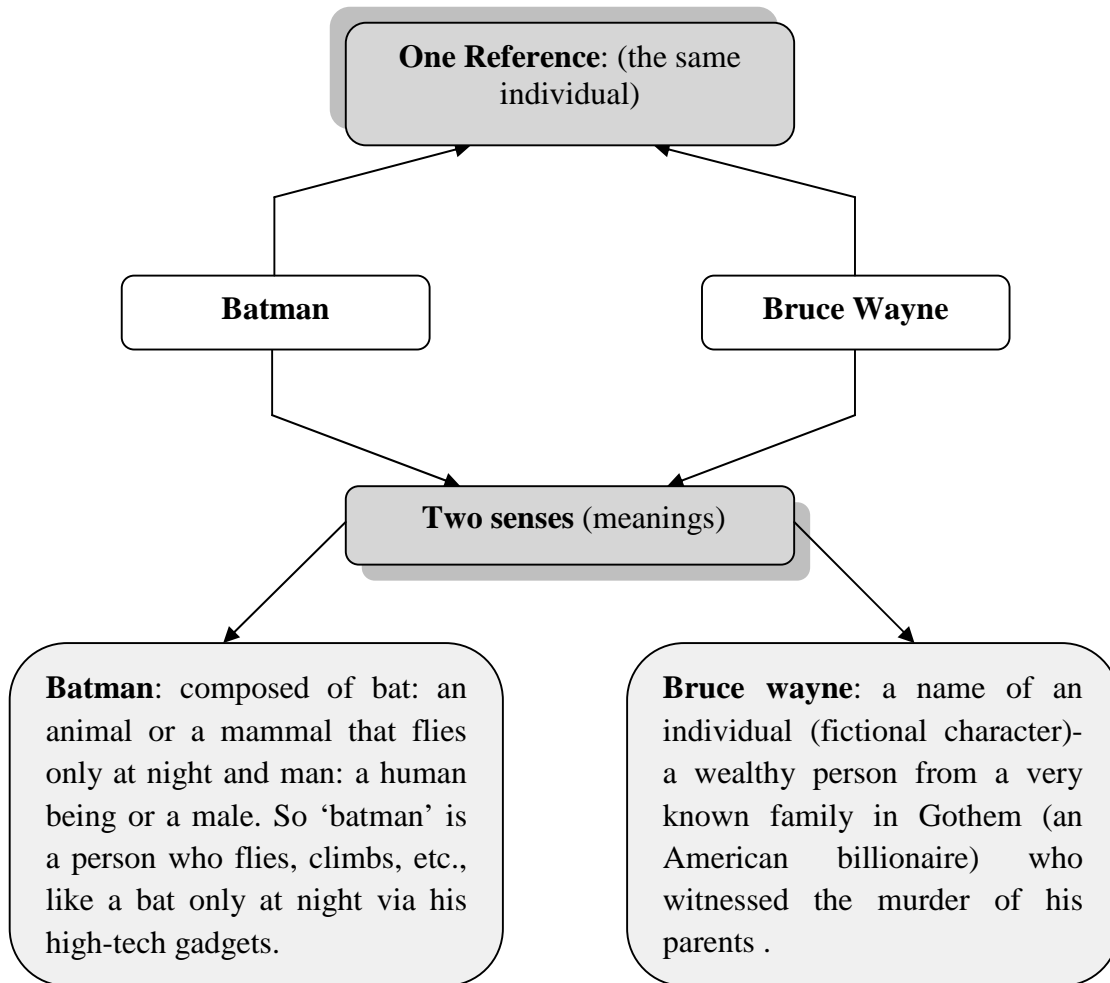 One Reference: (the same
individual)
Batman
Bruce Wayne
Two senses (meanings)
Batman: composed of bat: an
animal or a mammal that flies
only at night and man: a human
being or a male. So ‘batman’ is
a person who flies, climbs, etc.,
like a bat only at night via his
high-tech gadgets.
Bruce wayne: a name of an
individual (fictional character)-
a wealthy person from a very
known family in Gothem (an
American billionaire) who
witnessed the murder of his
parents .